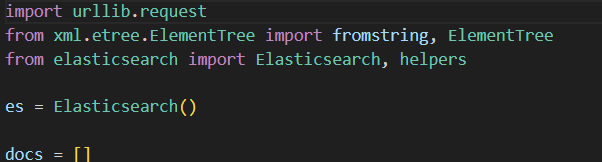 import urllib.request
from xml.etree.ElementTree import fromstring, ElementTree
from elasticsearch import Elasticsearch, helpers
es = Elasticsearch()
docs = []